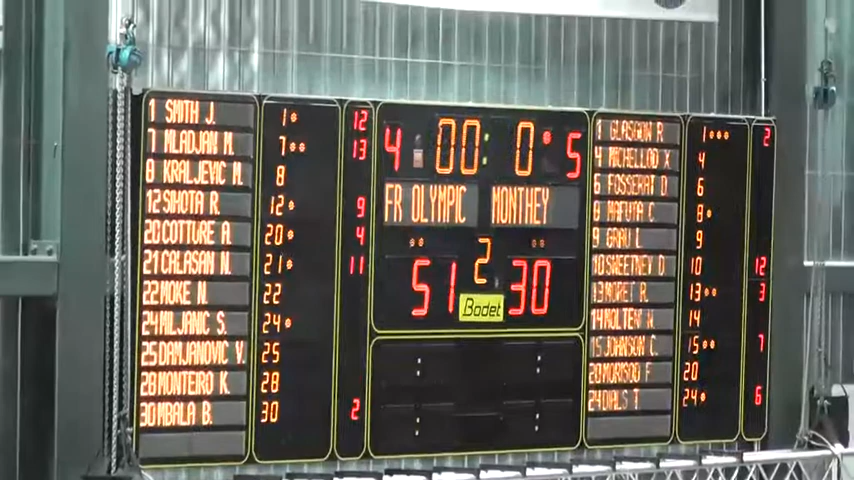 1 SMITH J. 1 12
7 MLADJAN M. 7 13
8 KRALJEVIC N. 8
12 SIHOTA R. 12 9
20 COTTURE A. 20 4
21 CALASAN N. 21 11
22 MOKE N. 22
24 MILJANIC S. 24
25 DAMJANOVIC V. 25
28 MONTEIRO K. 28
30 MBALA B. 30 2
4 00:0 5
FR OLYMPIC MONTHEY
2
51 30
Bodet
1 GLASGOW R 1 2
4 MICHELLOD X 4
6 FOSSERAT D 6
8 MAFUTA C 8
9 GRAU L 9
10 SWEETNEY D 10 12
13 MORET R 13 3
14 14
15 JOHNSON C. 15 7
20 MORISOD F 20
24 DIALS T 24 6